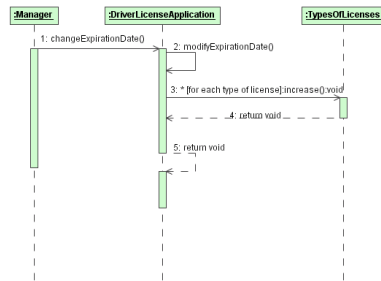 :Manager
:DriverLicenseApplication
:TypesOfLicenses
1: changeExpirationDate()
2: modifyExpirationDate()
3: * [for each type of license]:increase():void
4: return void
5: return void